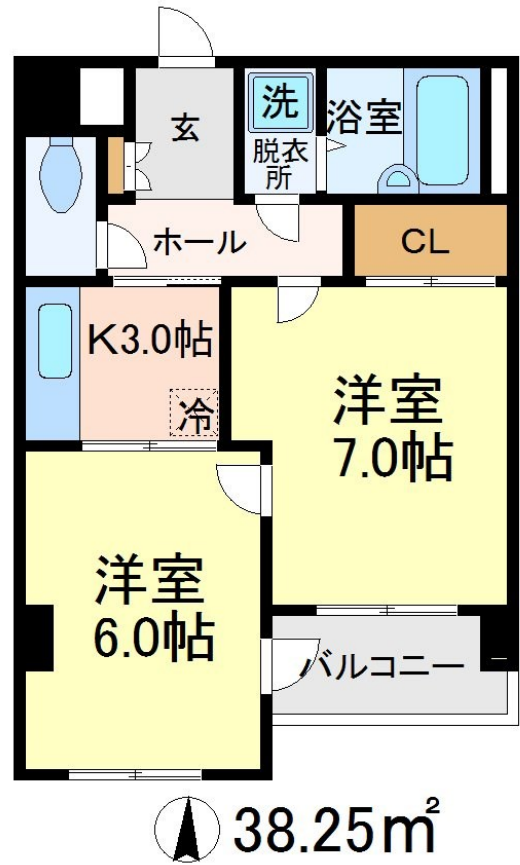 玄
洗
脱衣
所
浴室
ホール
CL
K3.0帖
冷
洋室
7.0帖
洋室
6.0帖
バルコニー
38.25㎡